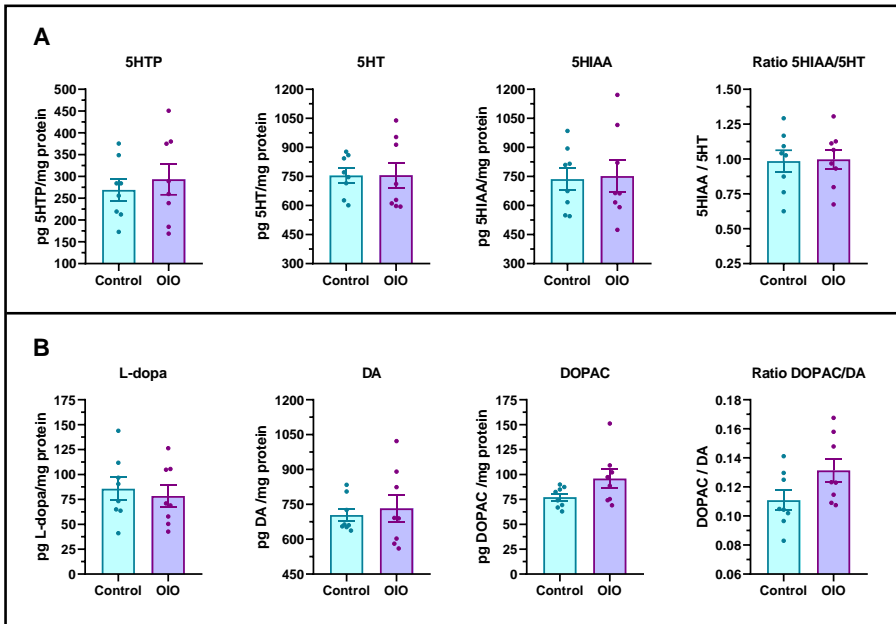 A
5HTP
5HT
5HIAA
Ratio 5HIAA/5HT
pg 5HTP/mg protein
500
450
400
350
300
250
200
150
100
Control
OIO
pg 5HT/mg protein
1200
1050
900
750
600
450
300
Control
OIO
pg 5HIAA/mg protein
1200
1050
900
750
600
450
300
Control
OIO
5HIAA / 5HT
1.50
1.25
1.00
0.75
0.50
0.25
Control
OIO
B
L-dopa
DA
DOPAC
Ratio DOPAC/DA
pg L-dopa/mg protein
175
150
125
100
75
50
25
0
Control
OIO
pg DA /mg protein
1200
1050
900
750
600
450
Control
OIO
pg DOPAC /mg protein
175
150
125
100
75
50
25
0
Control
OIO
DOPAC / DA
0.18
0.16
0.14
0.12
0.10
0.08
0.06
Control
OIO